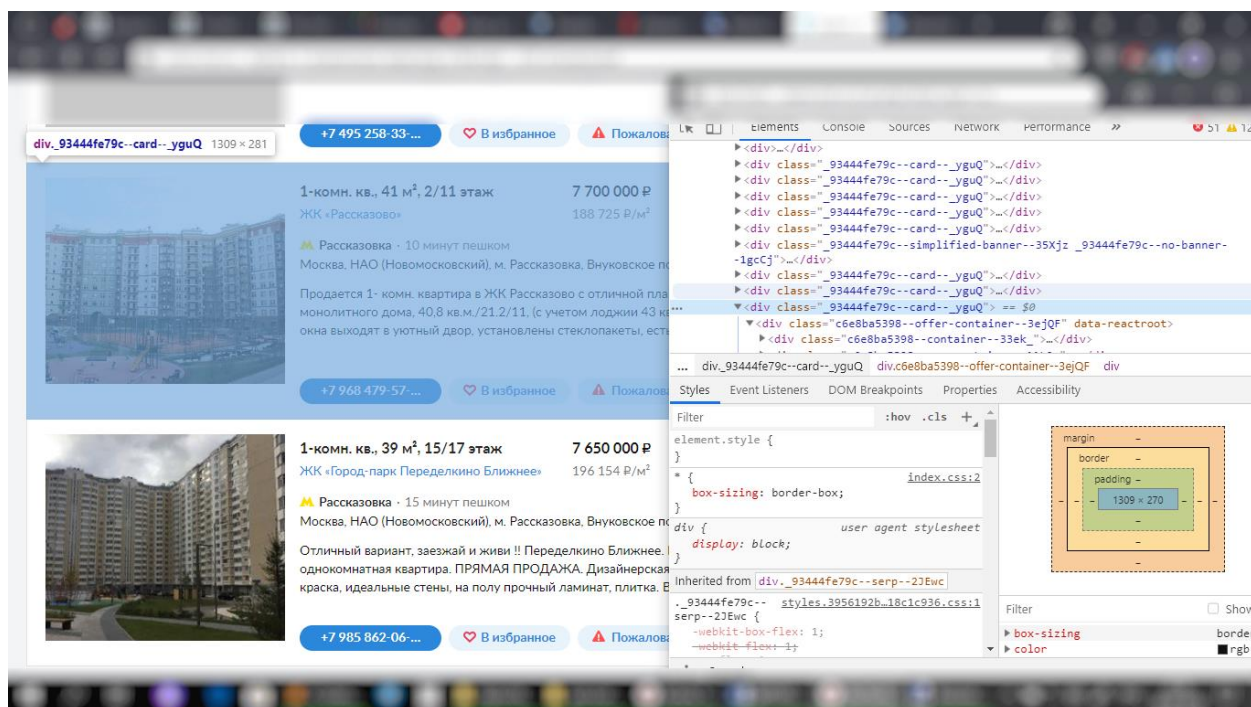 +7 495 258-33-...
В избранное
div._93444fe79c--card--_yguQ 1309 × 281
1-комн. кв., 41 м², 2/11 этаж
7 700 000 ₽
ЖК «Рассказово»
188 725 ₽/м²
Рассказовка · 10 минут пешком
Москва, НАО (Новомосковский), м. Рассказовка, Внуковское по
Продается 1- комн. квартира в ЖК Рассказово с отличной пла
монолитного дома, 40,8 кв.м./21.2/11, (с учетом лоджии 43 кв
окна выходят в уютный двор, установлены стеклопакеты, есть
+7 968 479-57-...
В избранное
Пожалова
1-комн. кв., 39 м², 15/17 этаж
7 650 000 ₽
ЖК «Город-парк Переделкино Ближнее»
196 154 ₽/м²
Рассказовка · 15 минут пешком
Москва, НАО (Новомосковский), м. Рассказовка, Внуковское по
Отличный вариант, заезжай и живи !! Переделкино Ближнее.
однокомнатная квартира. ПРЯМАЯ ПРОДАЖА. Дизайнерская
краска, идеальные стены, на полу прочный ламинат, плитка. В
+7 985 862-06-...
В избранное
Пожалова
Elements Console Sources Network Performance » 51 12
<div>…</div>
<div class="_93444fe79c--card--_yguQ">…</div>
<div class="_93444fe79c--card--_yguQ">…</div>
<div class="_93444fe79c--card--_yguQ">…</div>
<div class="_93444fe79c--card--_yguQ">…</div>
<div class="_93444fe79c--card--_yguQ">…</div>
<div class="_93444fe79c--simplified-banner--35Xjz _93444fe79c--no-banner-
-1gcCj">…</div>
<div class="_93444fe79c--card--_yguQ">…</div>
<div class="_93444fe79c--card--_yguQ">…</div>
... <div class="_93444fe79c--card--_yguQ"> == $0
<div class="c6e8ba5398--offer-container--3ejQF" data-reactroot>
<div class="c6e8ba5398--container--33ek_">…</div>
... div._93444fe79c--card--_yguQ div.c6e8ba5398--offer-container--3ejQF div
Styles Event Listeners DOM Breakpoints Properties Accessibility
Filter :hov .cls +
element.style {
}
* { index.css:2
box-sizing: border-box;
}
div { user agent stylesheet
display: block;
}
Inherited from div._93444fe79c--serp--2JEwc
._93444fe79c-- styles.3956192b…18c1c936.css:1
serp--2JEwc {
-webkit-box-flex: 1;
-webkit-flex: 1;
margin –
border –
padding –
1309 × 270
Filter Show
box-sizing borde
color rgb